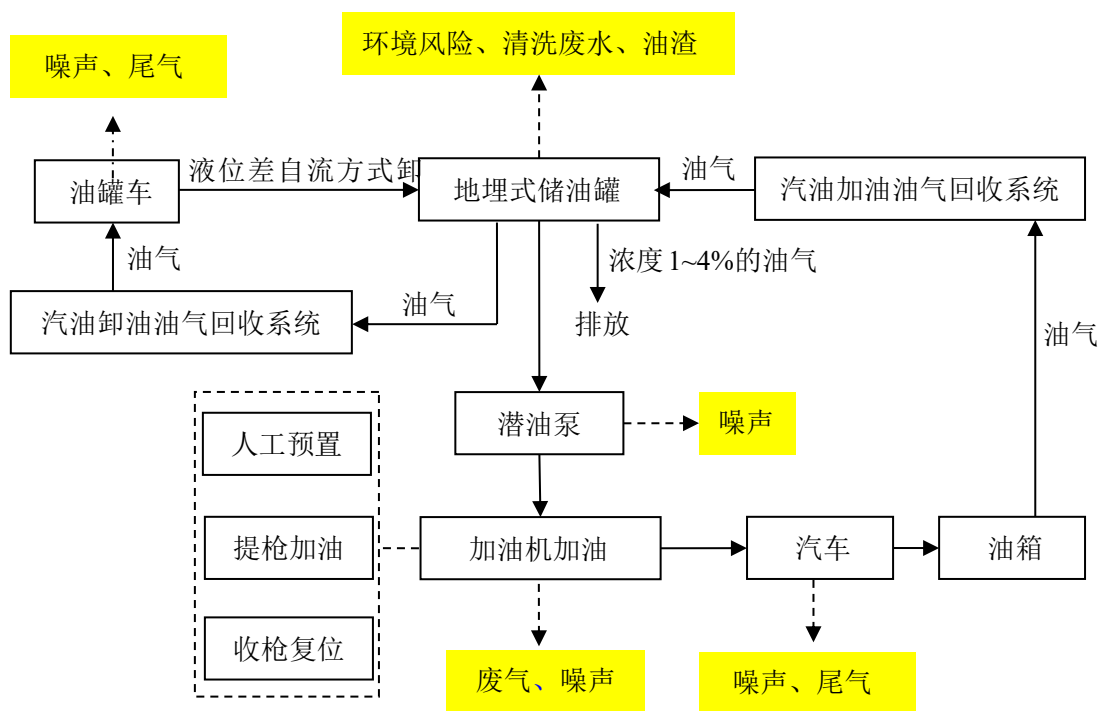 环境风险、清洗废水、油渣
噪声、尾气
油罐车
液位差自流方式卸
地埋式储油罐
油气
汽油加油油气回收系统
油气
浓度 1~4%的油气
汽油卸油油气回收系统
油气
排放
油气
人工预置
潜油泵
噪声
提枪加油
加油机加油
汽车
油箱
收枪复位
废气、噪声
噪声、尾气